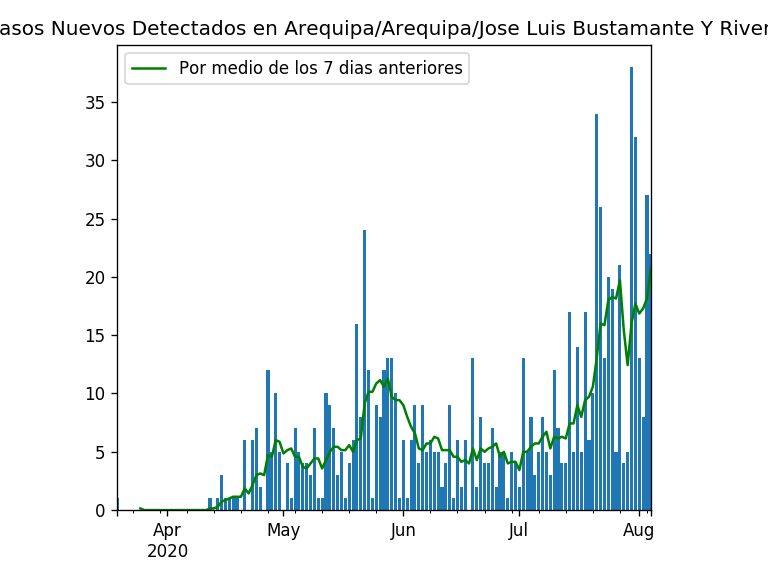 asos Nuevos Detectados en Arequipa/Arequipa/Jose Luis Bustamante Y River
Por medio de los 7 dias anteriores
35
30
25
20
15
10
5
0
Apr
2020
May
Jun
Jul
Aug